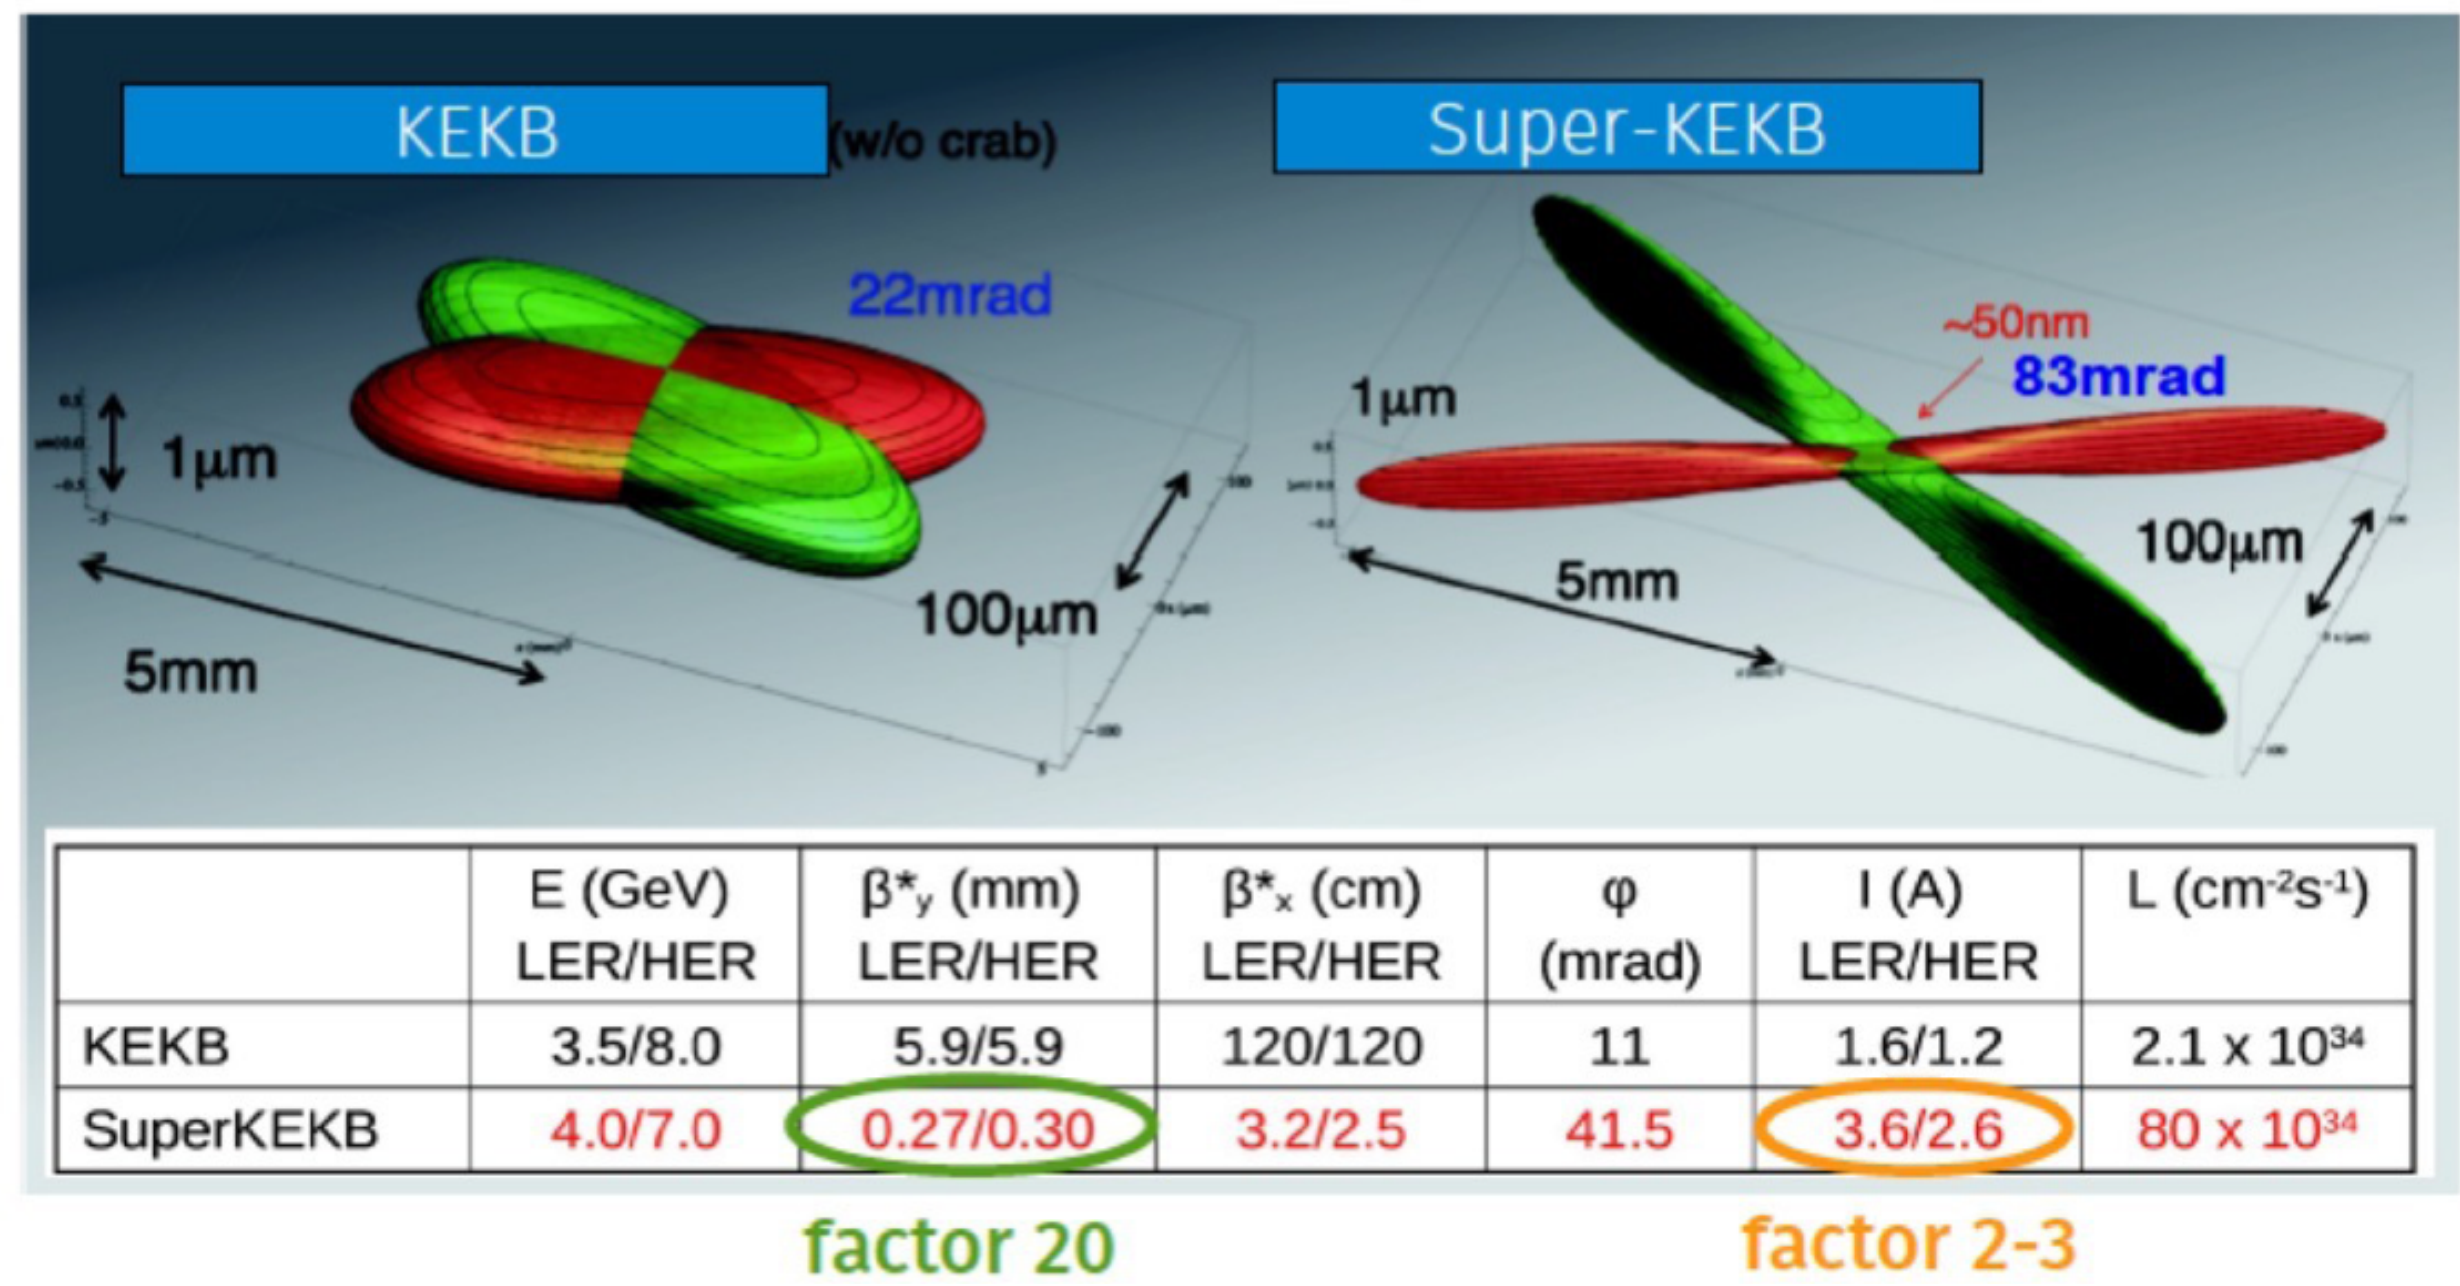 KEKB
(w/o crab)
Super-KEKB
22mrad
~50nm
83mrad
1μm
1μm
100μm
5mm
100μm
5mm
E (GeV) β*y (mm) β*x (cm) φ I (A) L (cm-2s-1)
LER/HER LER/HER LER/HER (mrad) LER/HER
KEKB 3.5/8.0 5.9/5.9 120/120 11 1.6/1.2 2.1 x 10³⁴
SuperKEKB 4.0/7.0 0.27/0.30 3.2/2.5 41.5 3.6/2.6 80 x 10³⁴
factor 20 factor 2-3